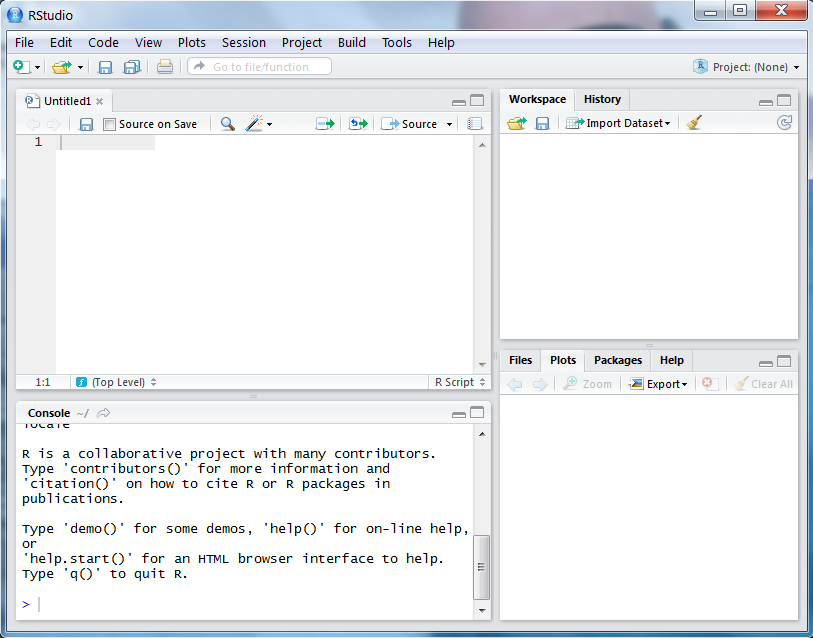 RStudio
File Edit Code View Plots Session Project Build Tools Help
Go to file/function
Project: (None)
Untitled1
Source on Save
Source
1
1:1
(Top Level)
R Script
Console ~/
locale
R is a collaborative project with many contributors.
Type 'contributors()' for more information and
'citation()' on how to cite R or R packages in
publications.
Type 'demo()' for some demos, 'help()' for on-line help,
or
'help.start()' for an HTML browser interface to help.
Type 'q()' to quit R.
>
Workspace History
Import Dataset
Files Plots Packages Help
Zoom Export Clear All